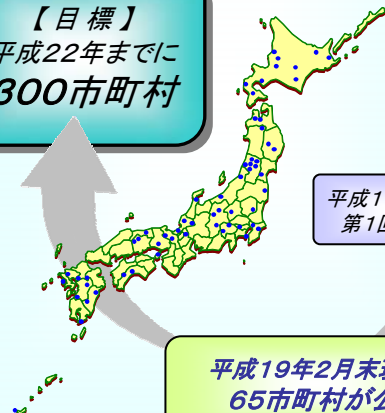 【目標】
平成22年までに
300市町村
平成1
第1回
平成19年2月末
65市町村が